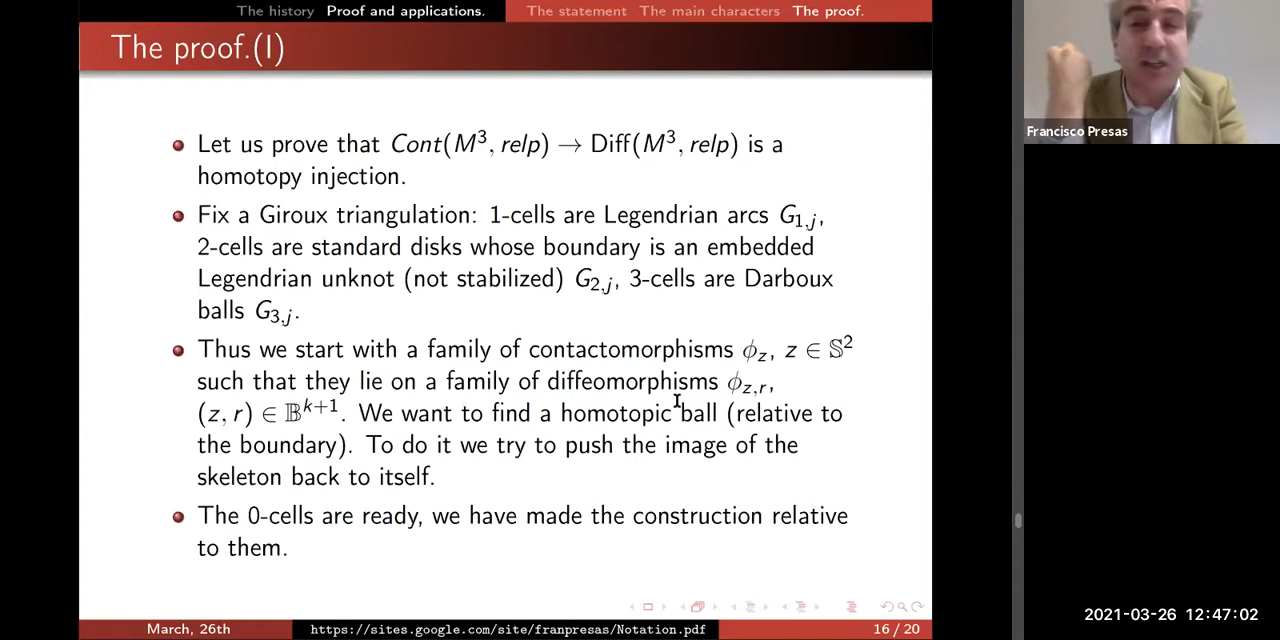 The history Proof and applications. The statement The main characters The proof.
The proof.(I)
Let us prove that Cont(M³, relp) → Diff(M³, relp) is a
homotopy injection.
Fix a Giroux triangulation: 1-cells are Legendrian arcs G₁,ⱼ,
2-cells are standard disks whose boundary is an embedded
Legendrian unknot (not stabilized) G₂,ⱼ, 3-cells are Darboux
balls G₃,ⱼ.
Thus we start with a family of contactomorphisms ϕ_z, z ∈ 𝕊²
such that they lie on a family of diffeomorphisms ϕ_{z,r},
(z, r) ∈ 𝔹^{k+1}. We want to find a homotopic ball (relative to
the boundary). To do it we try to push the image of the
skeleton back to itself.
The 0-cells are ready, we have made the construction relative
to them.
March, 26th https://sites.google.com/site/franpresas/Notation.pdf 16 / 20
Francisco Presas
2021-03-26 12:47:02